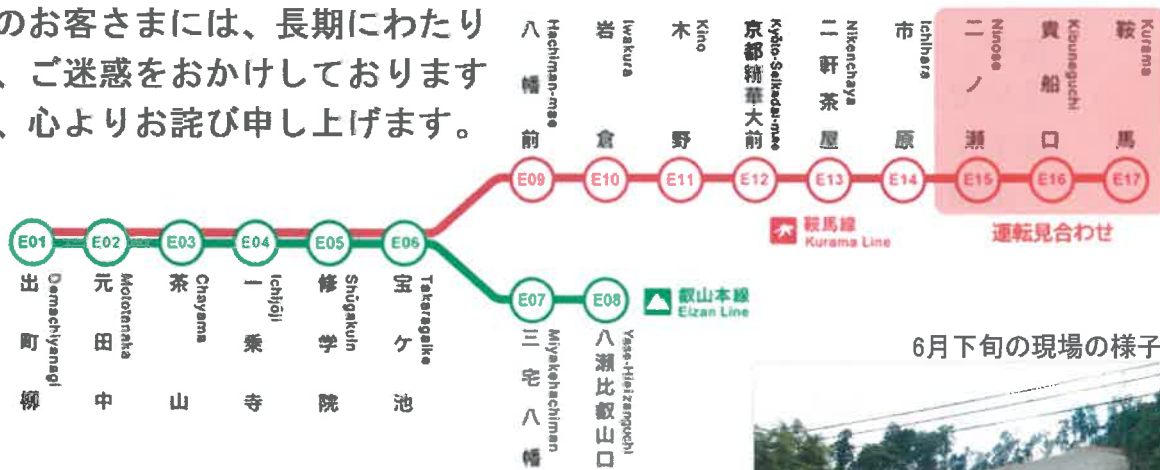 のお客さまには、長期にわたり
、ご迷惑をおかけしております
、心よりお詫び申し上げます。
八幡前 Hachiman-mae
岩倉 Iwakura
木野 Kino
京都精華大前 Kyōto-Seikadai-mae
二軒茶屋 Nikenchaya
市原 Ichihara
二ノ瀬 Ninose
貴船口 Kibuneguchi
鞍馬 Kurama
E09 E10 E11 E12 E13 E14 E15 E16 E17
鞍馬線
Kurama Line
運転見合わせ
E01 E02 E03 E04 E05 E06
出町柳 Demachiyanagi
元田中 Mototanaka
茶山 Chayama
一乗寺 Ichijōji
修学院 Shūgakuin
宝ケ池 Takaragaike
E07 E08
叡山本線
Eizan Line
三宅八幡 Miyakehachiman
八瀬比叡山口 Yase-Hieizanguchi
6月下旬の現場の様子